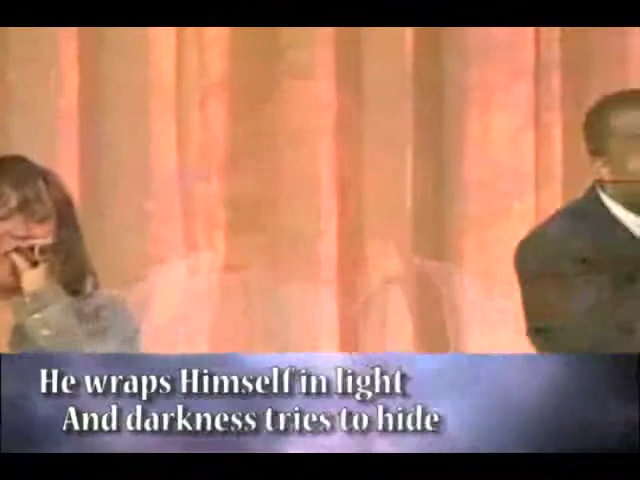 He wraps Himself in light
And darkness tries to hide